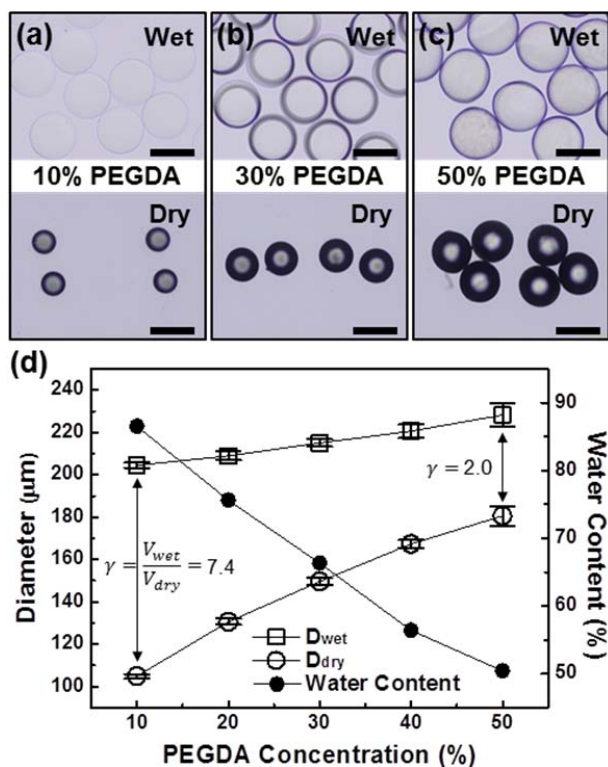 (a) Wet
(b) Wet
(c) Wet
10% PEGDA
30% PEGDA
50% PEGDA
Dry
Dry
Dry
(d)
240
220
200
180
160
140
120
100
Diameter (μm)
90
80
70
60
50
Water Content (%)
γ = 2.0
γ = V_wet / V_dry = 7.4
Dwet
Ddry
Water Content
10 20 30 40 50
PEGDA Concentration (%)